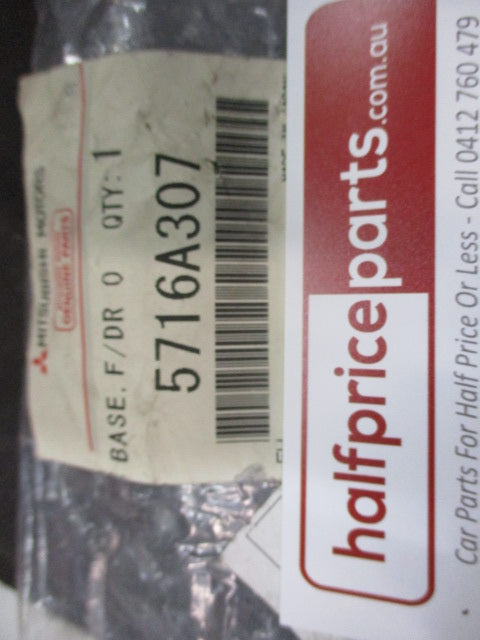 MITSUBISHI MOTORS
GENUINE PARTS
BASE, F/DR O QTY: 1
5716A307
halfpriceparts.com.au
Car Parts For Half Price Or Less - Call 0412 760 479